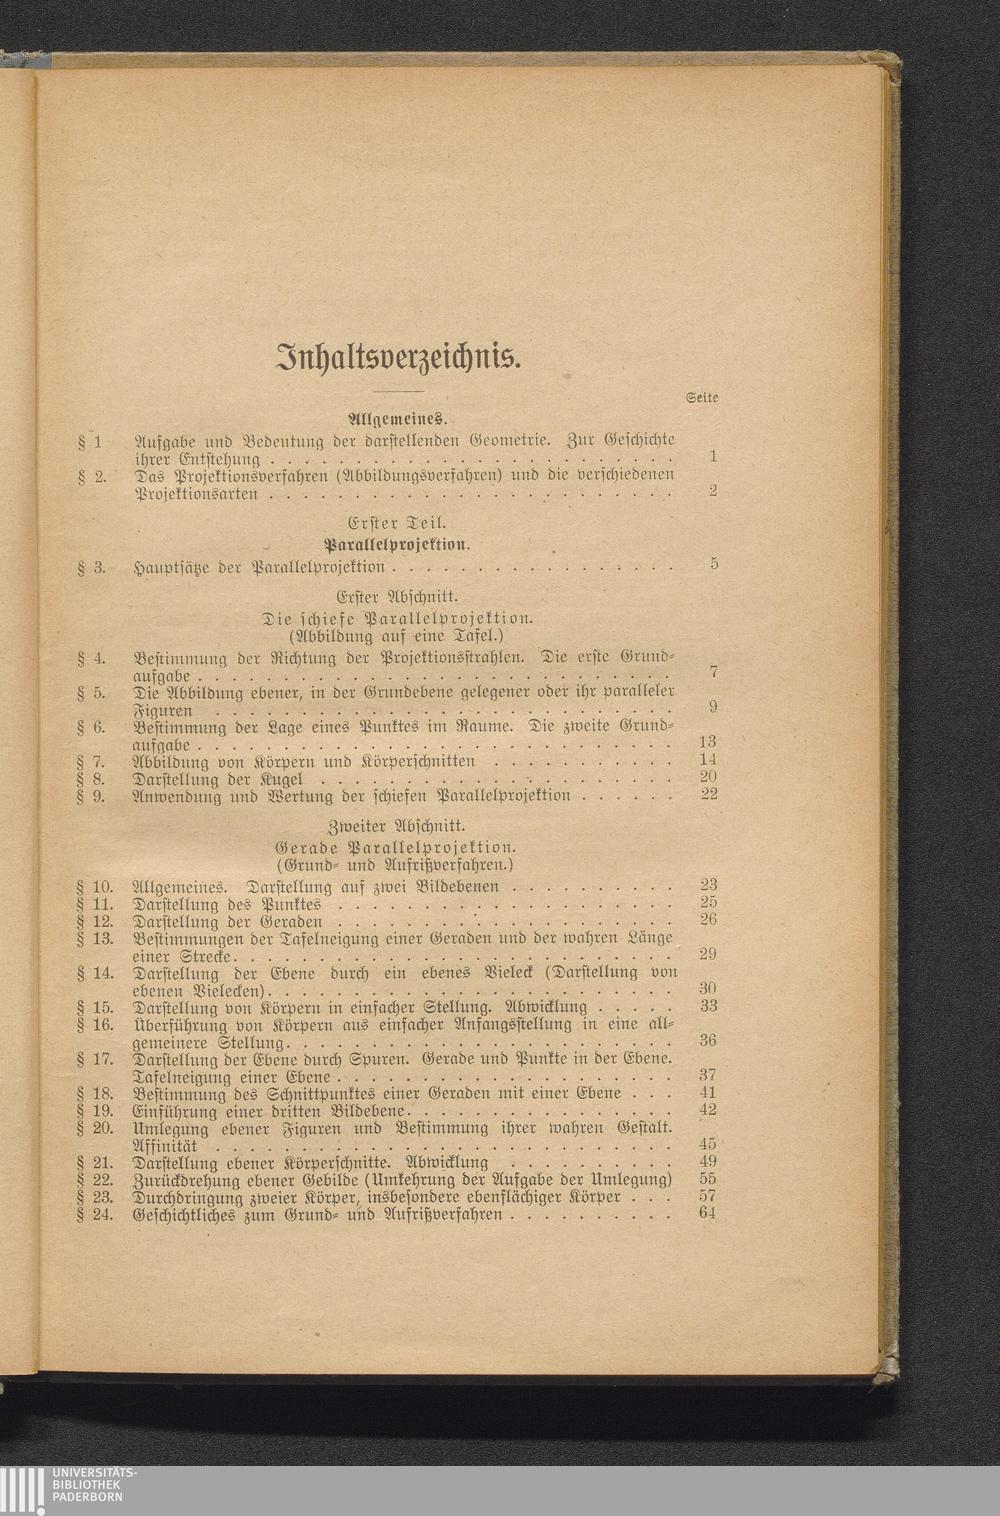 Inhaltsverzeichnis.
Seite
Allgemeines.
§ 1 Aufgabe und Bedeutung der darstellenden Geometrie. Zur Geschichte
ihrer Entstehung . . . . . . . . . . . . . . . . . . . . . . . . 1
§ 2. Das Projektionsverfahren (Abbildungsverfahren) und die verschiedenen
Projektionsarten . . . . . . . . . . . . . . . . . . . . . . . . 2
Erster Teil.
Parallelprojektion.
§ 3. Hauptsätze der Parallelprojektion . . . . . . . . . . . . . . . . . 5
Erster Abschnitt.
Die schiefe Parallelprojektion.
(Abbildung auf eine Tafel.)
§ 4. Bestimmung der Richtung der Projektionsstrahlen. Die erste Grund-
aufgabe . . . . . . . . . . . . . . . . . . . . . . . . . . . . 7
§ 5. Die Abbildung ebener, in der Grundebene gelegener oder ihr paralleler
Figuren . . . . . . . . . . . . . . . . . . . . . . . . . . . 9
§ 6. Bestimmung der Lage eines Punktes im Raume. Die zweite Grund-
aufgabe . . . . . . . . . . . . . . . . . . . . . . . . . . . . 13
§ 7. Abbildung von Körpern und Körperschnitten . . . . . . . . . . . 14
§ 8. Darstellung der Kugel . . . . . . . . . . . . . . . . . . . . . 20
§ 9. Anwendung und Wertung der schiefen Parallelprojektion . . . . . . 22
Zweiter Abschnitt.
Gerade Parallelprojektion.
(Grund- und Aufrißverfahren.)
§ 10. Allgemeines. Darstellung auf zwei Bildebenen . . . . . . . . . . 23
§ 11. Darstellung des Punktes . . . . . . . . . . . . . . . . . . . . 25
§ 12. Darstellung der Geraden . . . . . . . . . . . . . . . . . . . . 26
§ 13. Bestimmungen der Tafelneigung einer Geraden und der wahren Länge
einer Strecke. . . . . . . . . . . . . . . . . . . . . . . . . . 29
§ 14. Darstellung der Ebene durch ein ebenes Vieleck (Darstellung von
ebenen Vielecken). . . . . . . . . . . . . . . . . . . . . . . . 30
§ 15. Darstellung von Körpern in einfacher Stellung. Abwicklung . . . . . 33
§ 16. Überführung von Körpern aus einfacher Anfangsstellung in eine all-
gemeinere Stellung. . . . . . . . . . . . . . . . . . . . . . . 36
§ 17. Darstellung der Ebene durch Spuren. Gerade und Punkte in der Ebene.
Tafelneigung einer Ebene . . . . . . . . . . . . . . . . . . . . 37
§ 18. Bestimmung des Schnittpunktes einer Geraden mit einer Ebene . . . 41
§ 19. Einführung einer dritten Bildebene. . . . . . . . . . . . . . . . 42
§ 20. Umlegung ebener Figuren und Bestimmung ihrer wahren Gestalt.
Affinität . . . . . . . . . . . . . . . . . . . . . . . . . . . 45
§ 21. Darstellung ebener Körperschnitte. Abwicklung . . . . . . . . . . 49
§ 22. Zurückdrehung ebener Gebilde (Umkehrung der Aufgabe der Umlegung) 55
§ 23. Durchdringung zweier Körper, insbesondere ebenflächiger Körper . . . 57
§ 24. Geschichtliches zum Grund- und Aufrißverfahren . . . . . . . . . . 64
UNIVERSITÄTS-
BIBLIOTHEK
PADERBORN